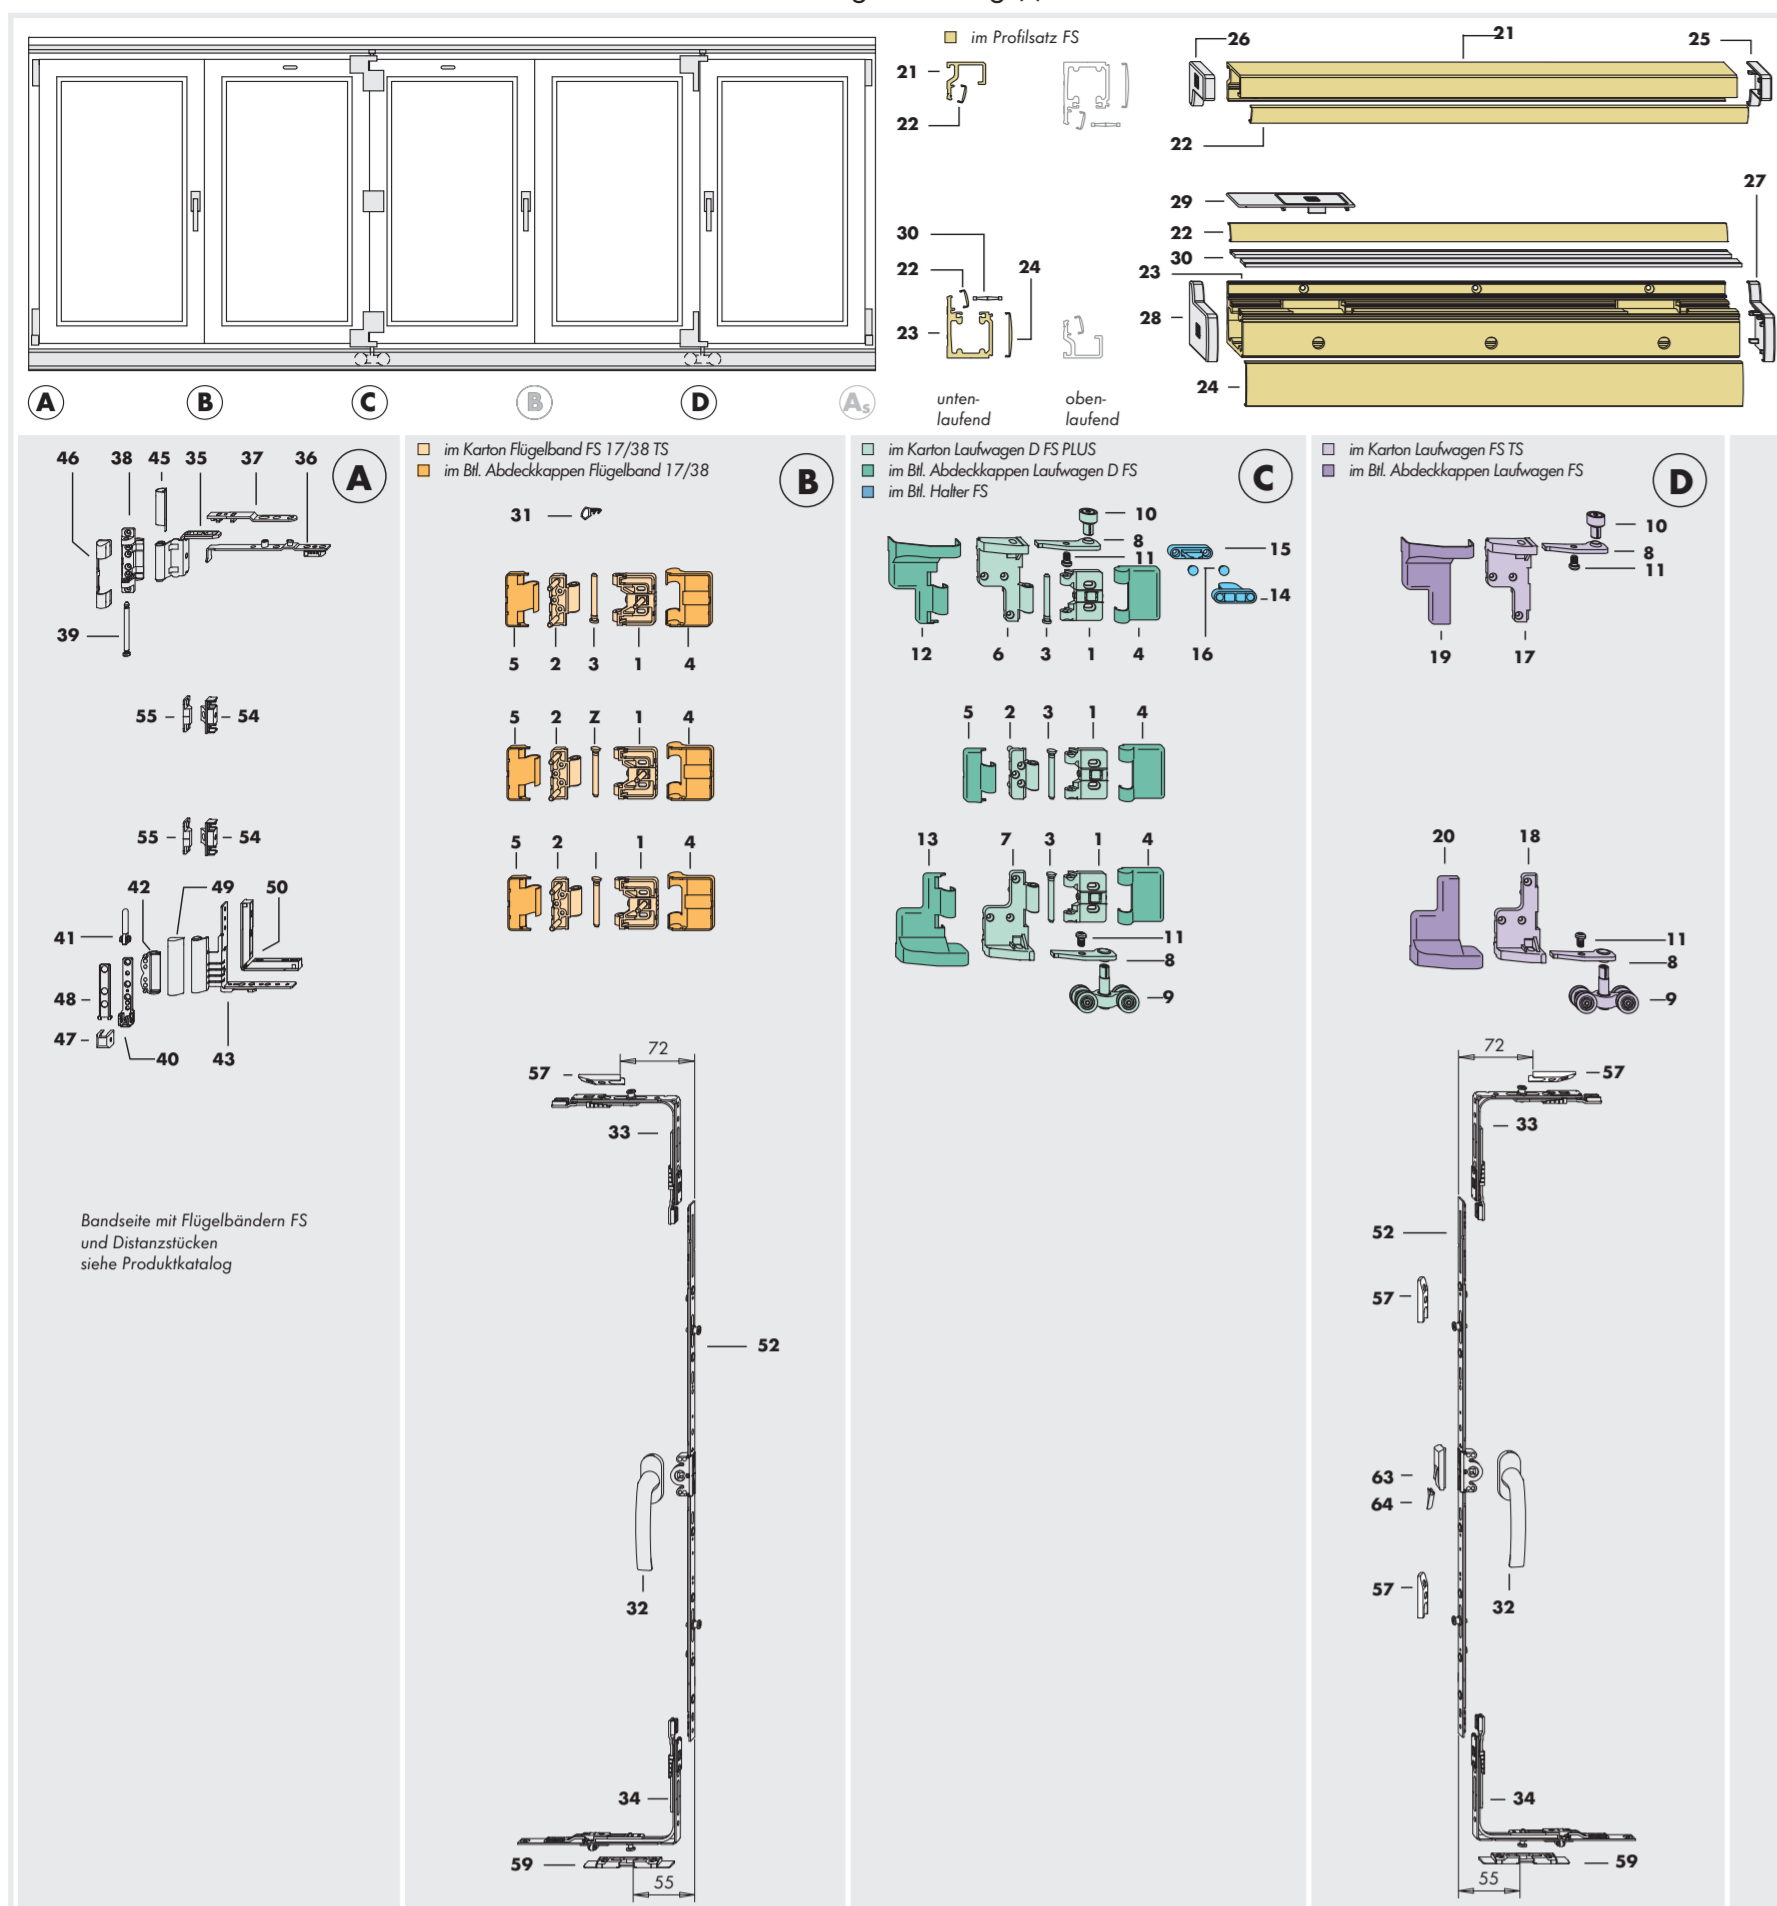 im Profilsatz FS
26 21 25
21
22
22
27
29
22
30
30
23
22 24
23
28
24
unten-
laufend
oben-
laufend
A B C B D As
46 38 45 35 37 36
A
39
55 54
55 54
42 49 50
41
48
47
40 43
Bandseite mit Flügelbändern FS
und Distanzstücken
siehe Produktkatalog
im Karton Flügelband FS 17/38 TS
im Btl. Abdeckkappen Flügelband 17/38
B
31
5 2 3 1 4
5 2 Z 1 4
5 2 1 4
72
57
33
52
32
34
59
55
im Karton Laufwagen D FS PLUS
im Btl. Abdeckkappen Laufwagen D FS
im Btl. Halter FS
C
10
8
11
15
14
12 6 3 1 4 16
5 2 3 1 4
13 7 3 1 4
11
8
9
im Karton Laufwagen FS TS
im Btl. Abdeckkappen Laufwagen FS
D
10
8
11
19 17
20 18
11
8
9
72
57
33
52
57
63
64
57
32
34
59
55